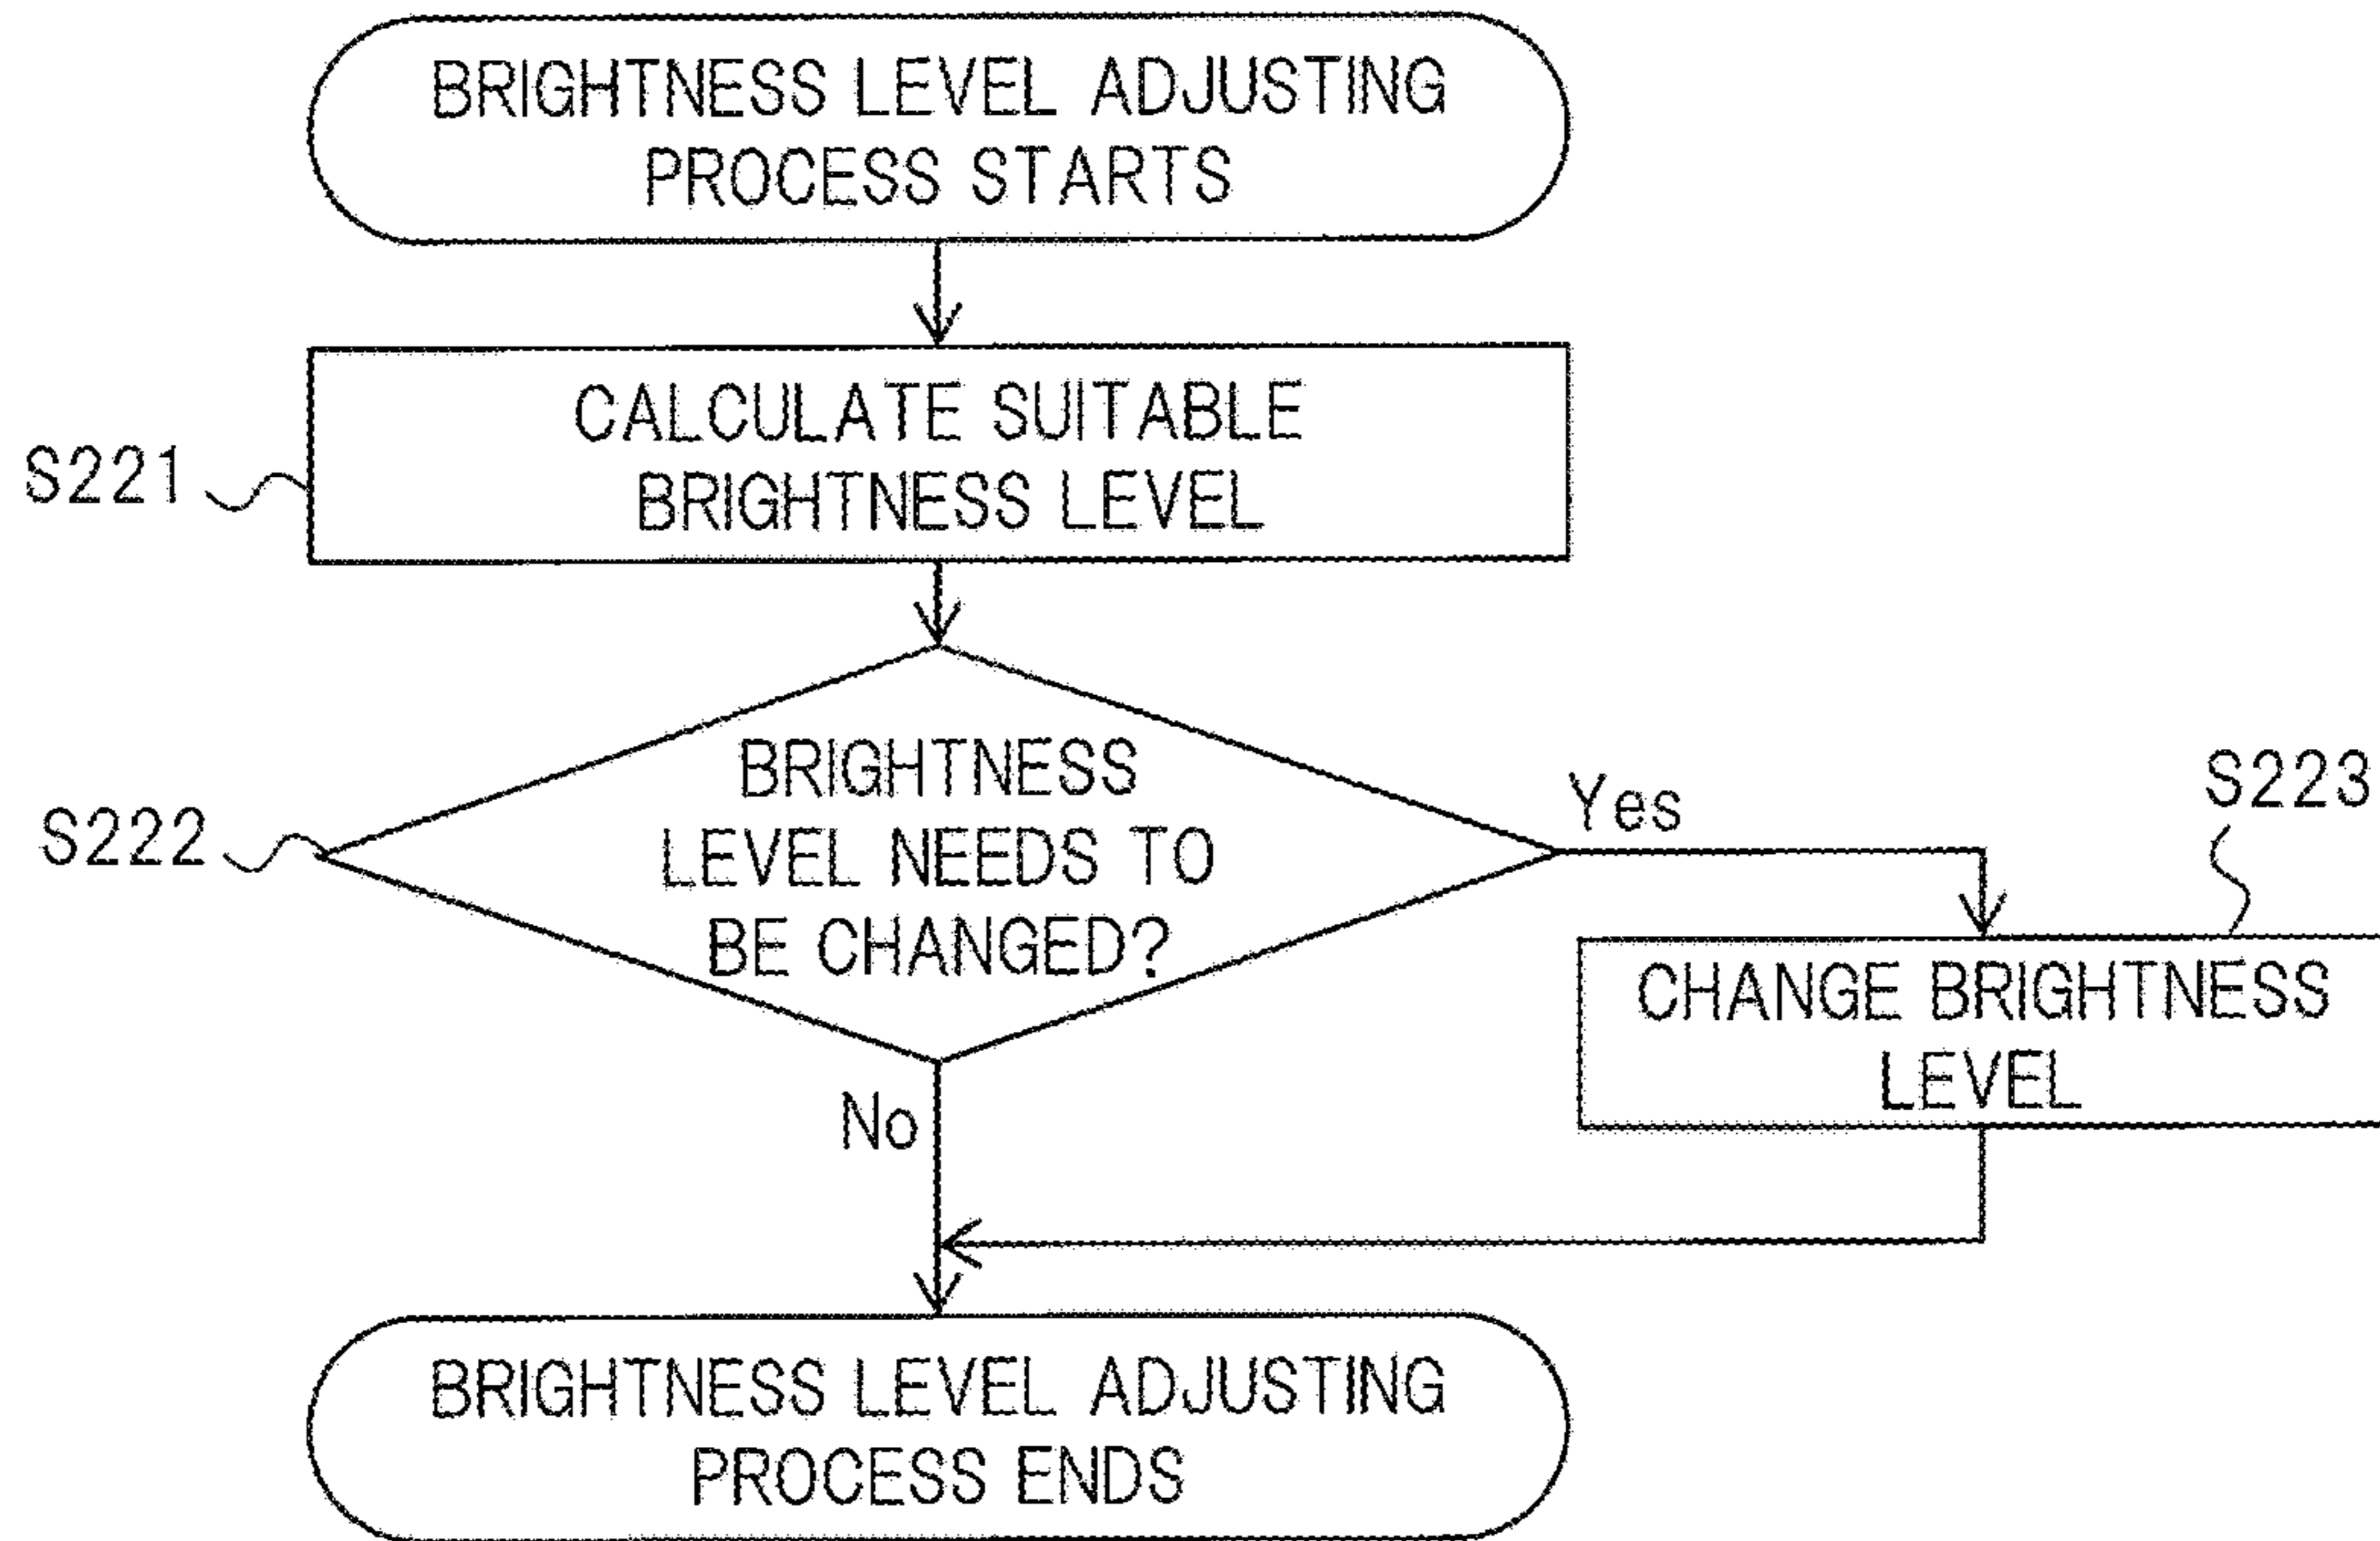 BRIGHTNESS LEVEL ADJUSTING
PROCESS STARTS
CALCULATE SUITABLE
BRIGHTNESS LEVEL
S221
BRIGHTNESS
LEVEL NEEDS TO
BE CHANGED?
S222
Yes
S223
CHANGE BRIGHTNESS
LEVEL
No
BRIGHTNESS LEVEL ADJUSTING
PROCESS ENDS